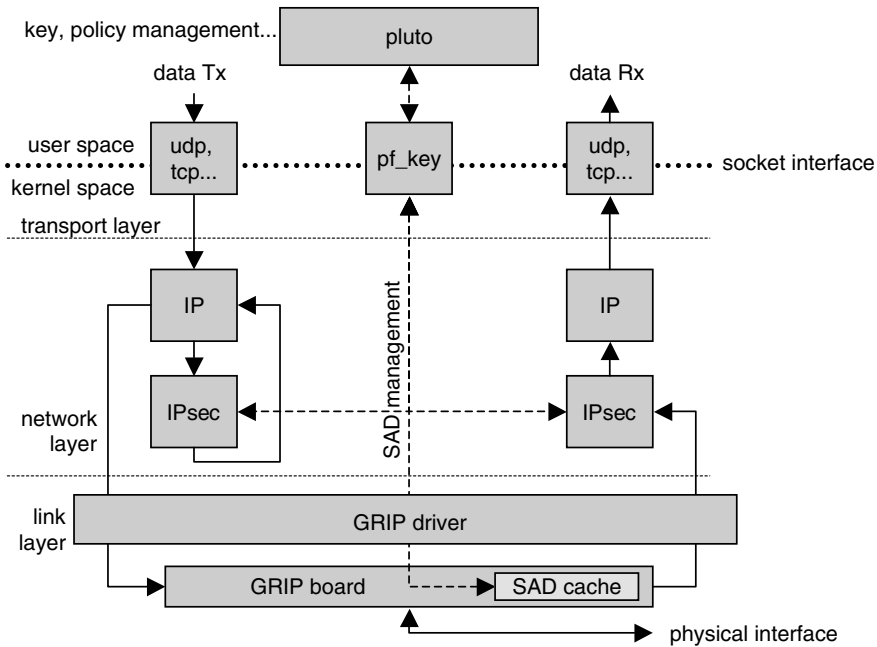 key, policy management...
pluto
data Tx
data Rx
user space
udp,
tcp...
pf_key
udp,
tcp...
socket interface
kernel space
transport layer
IP
IP
SAD management
IPsec
IPsec
network
layer
link
layer
GRIP driver
GRIP board
SAD cache
physical interface